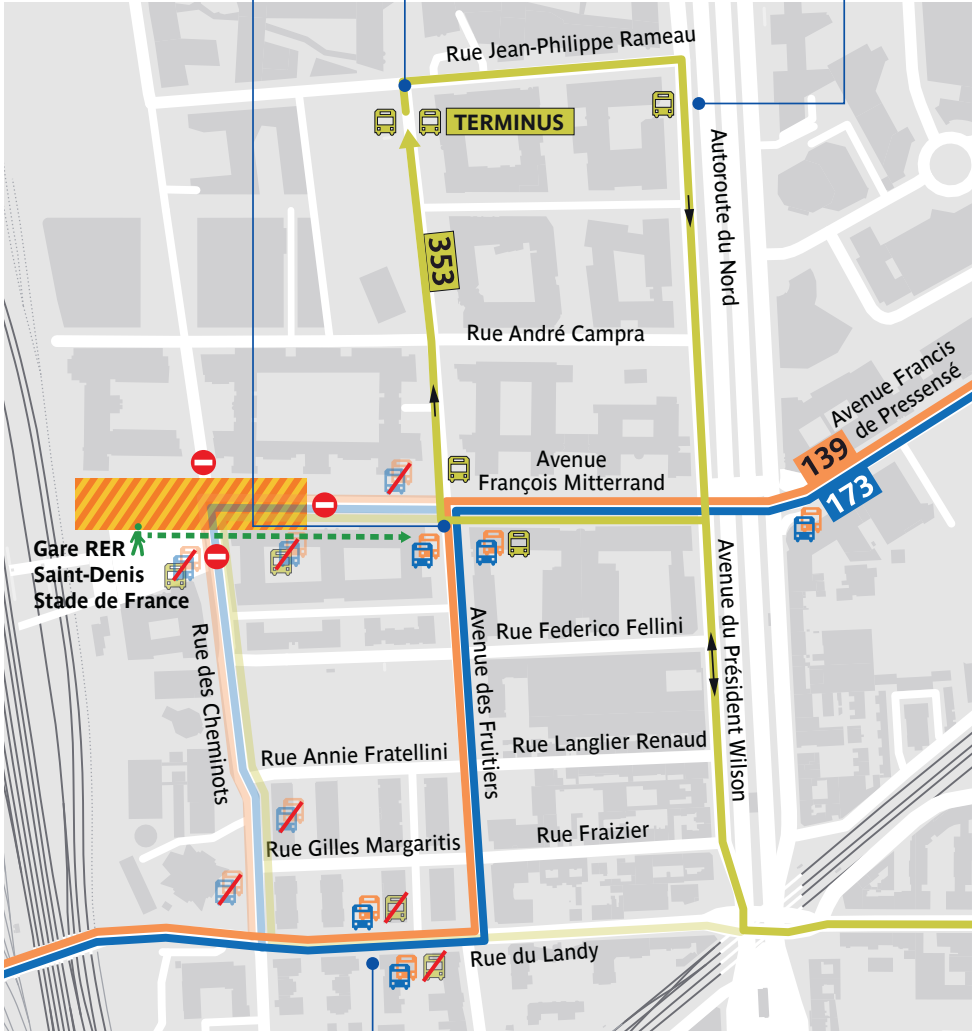 Rue Jean-Philippe Rameau
TERMINUS
Autoroute du Nord
353
Rue André Campra
Avenue Francis
de Pressensé
139
173
Avenue
François Mitterrand
Gare RER
Saint-Denis
Stade de France
Rue des Cheminots
Avenue des Fruitiers
Rue Federico Fellini
Avenue du Président Wilson
Rue Annie Fratellini
Rue Langlier Renaud
Rue Gilles Margaritis
Rue Fraizier
Rue du Landy